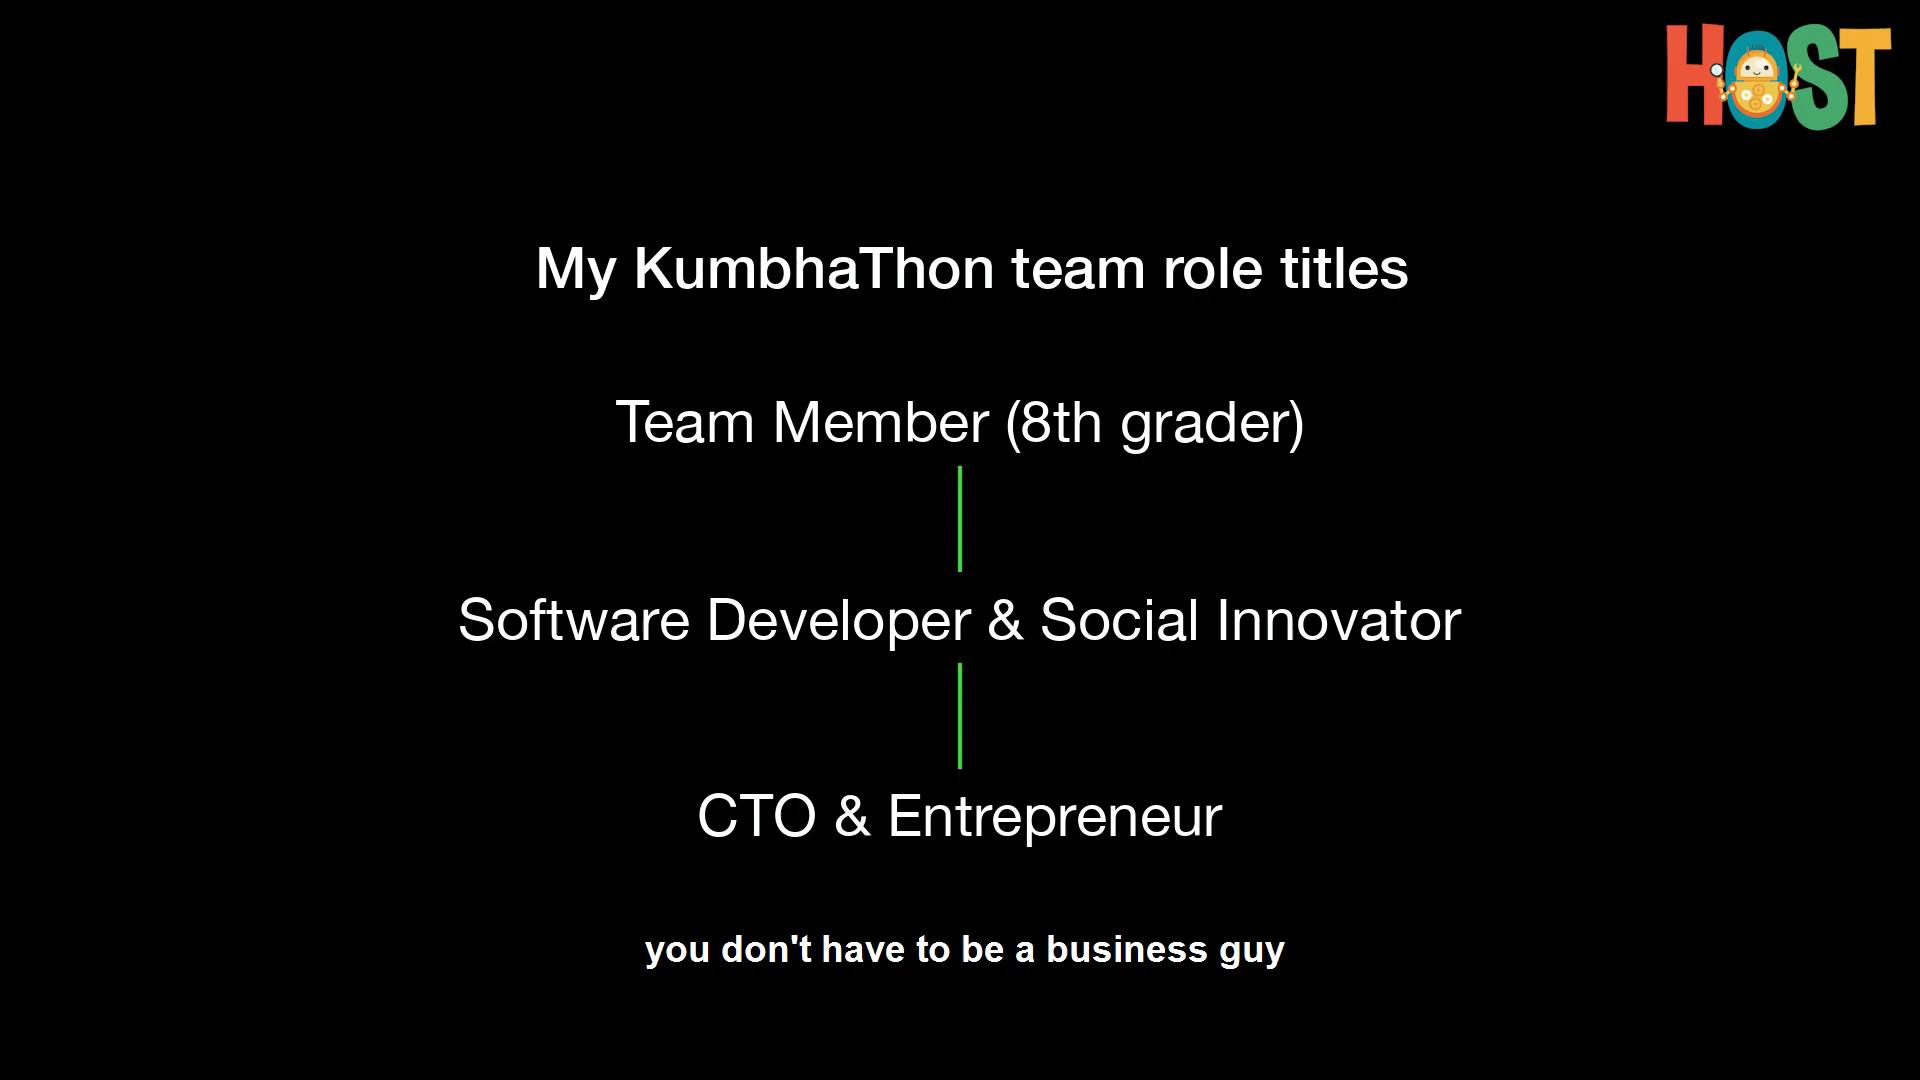 HOST
My KumbhaThon team role titles
Team Member (8th grader)
Software Developer & Social Innovator
CTO & Entrepreneur
you don't have to be a business guy